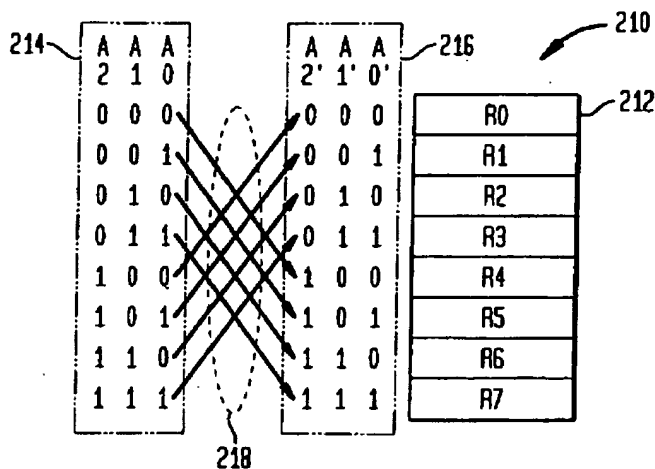 214
A A A
2 1 0
0 0 0
0 0 1
0 1 0
0 1 1
1 0 0
1 0 1
1 1 0
1 1 1
218
A A A
2' 1' 0'
0 0 0
0 0 1
0 1 0
0 1 1
1 0 0
1 0 1
1 1 0
1 1 1
216
210
212
R0
R1
R2
R3
R4
R5
R6
R7